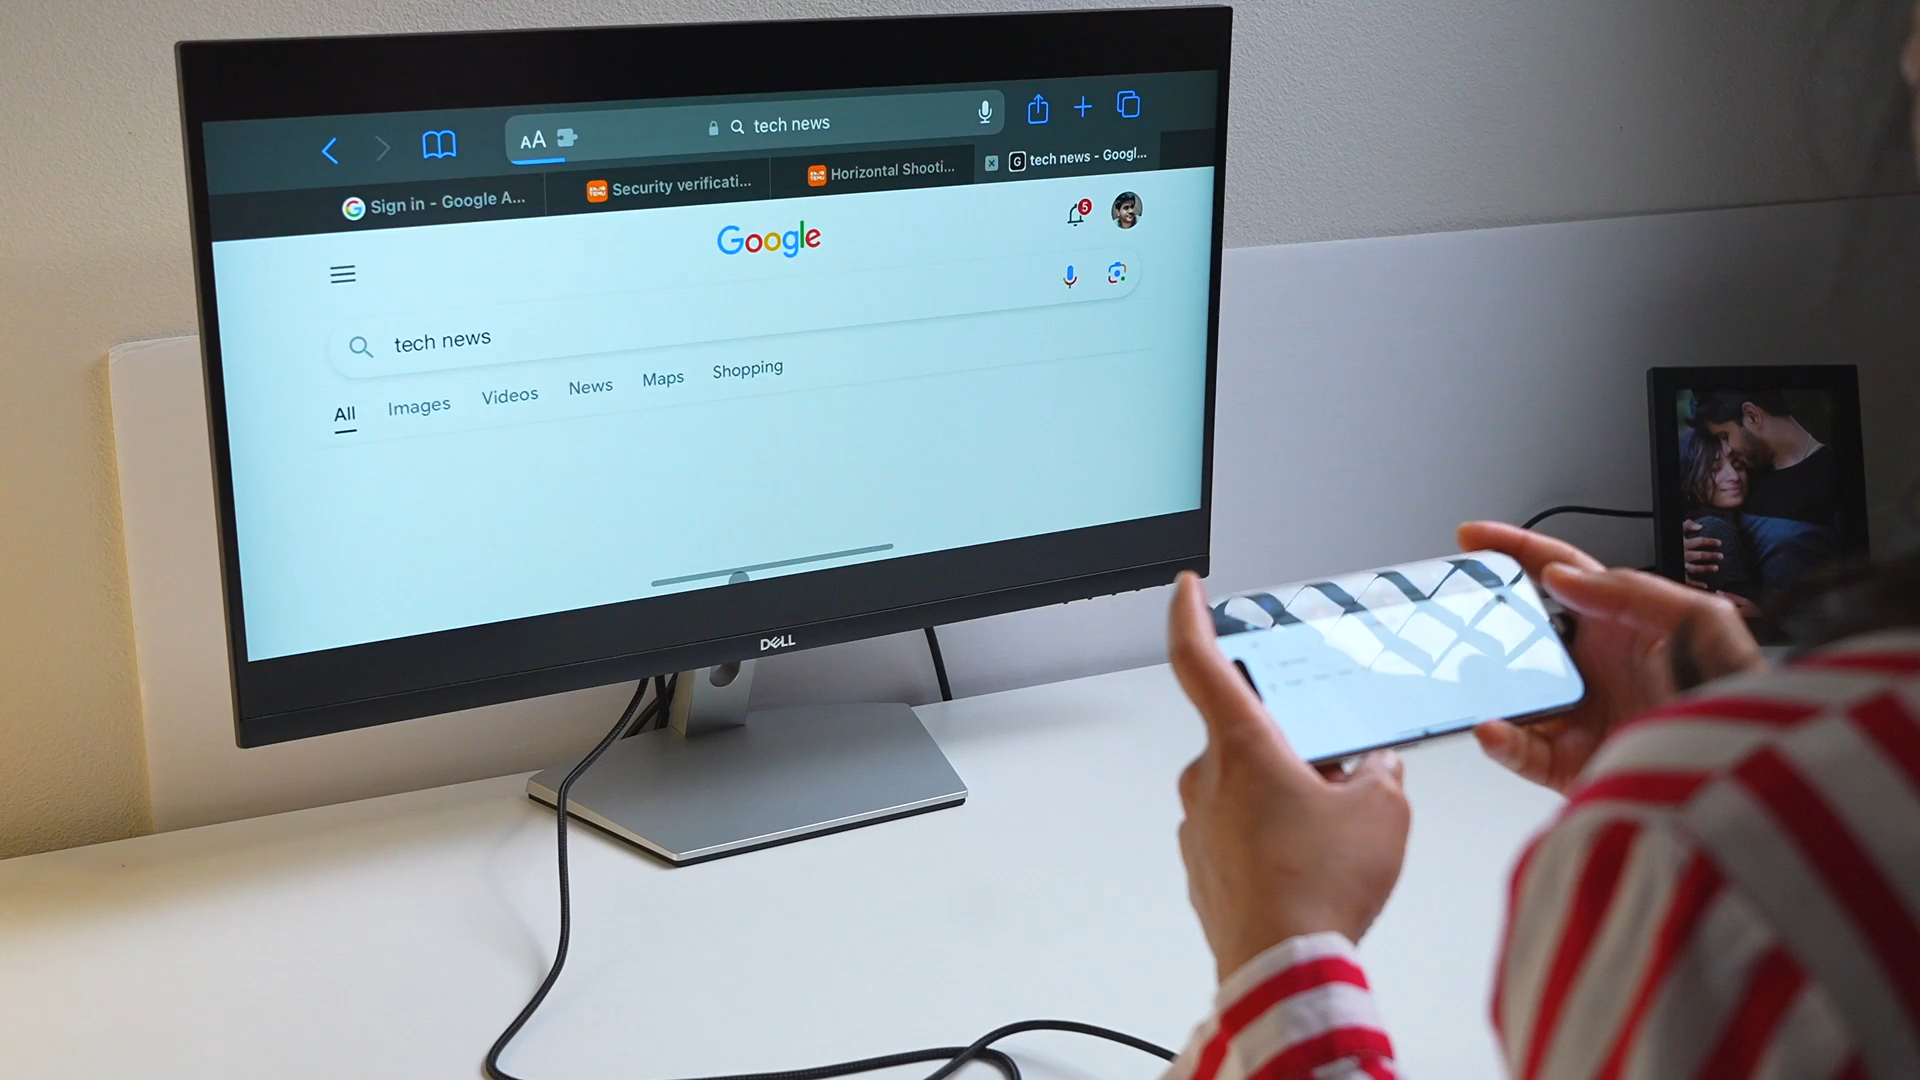 AA tech news
Sign in - Google A...
Security verificati...
Horizontal Shooti...
G tech news - Googl...
Google
5
tech news
All Images Videos News Maps Shopping
DELL